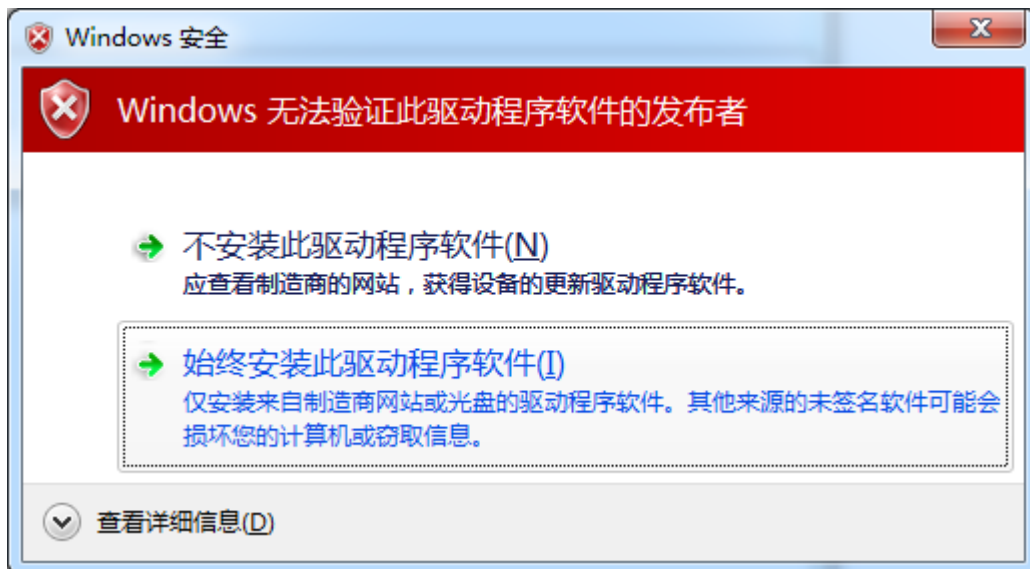 Windows 安全
Windows 无法验证此驱动程序软件的发布者
不安装此驱动程序软件(N)
应查看制造商的网站，获得设备的更新驱动程序软件。
始终安装此驱动程序软件(I)
仅安装来自制造商网站或光盘的驱动程序软件。其他来源的未签名软件可能会
损坏您的计算机或窃取信息。
查看详细信息(D)